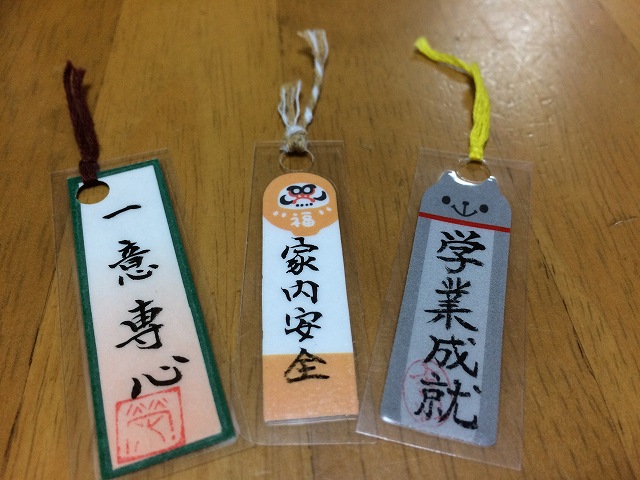 一意専心
福
家内安全
学業成就